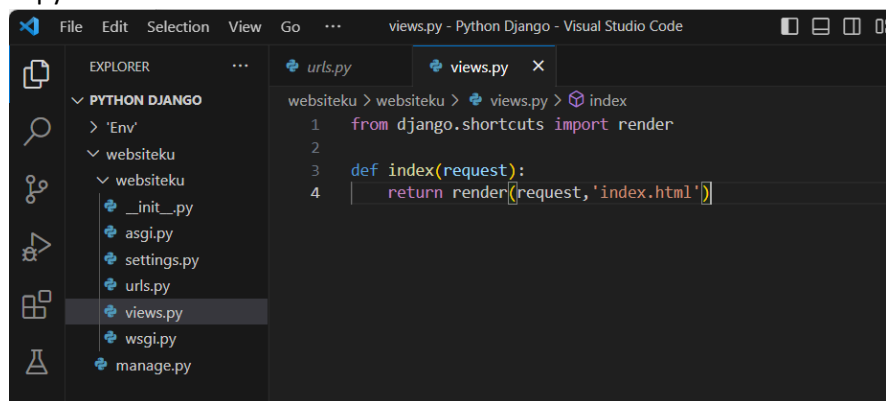 File Edit Selection View Go ··· views.py - Python Django - Visual Studio Code
EXPLORER ···
PYTHON DJANGO
> 'Env'
websiteku
websiteku
__init__.py
asgi.py
settings.py
urls.py
views.py
wsgi.py
manage.py
urls.py views.py ×
websiteku > websiteku > views.py > index
1 from django.shortcuts import render
2
3 def index(request):
4 return render(request,'index.html')